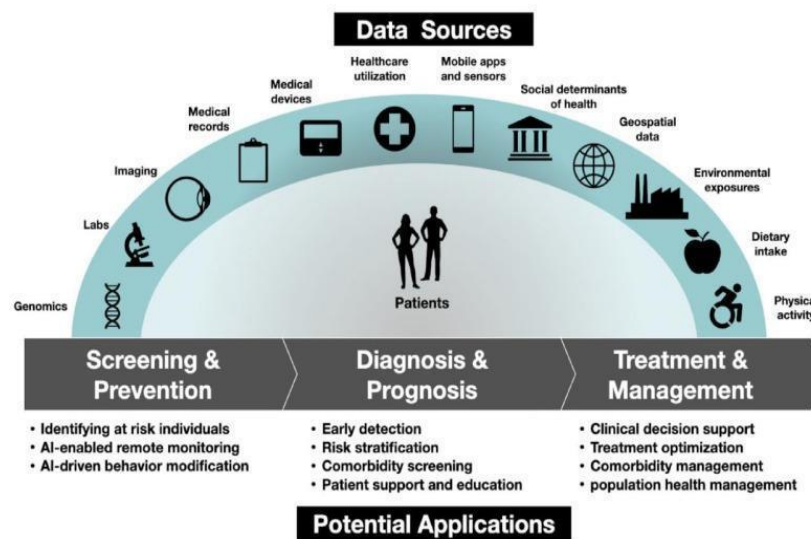 Data Sources
Healthcare
utilization
Mobile apps
and sensors
Medical
devices
Social determinants
of health
Medical
records
Geospatial
data
Imaging
Environmental
exposures
Labs
Dietary
intake
Genomics
Physical
activity
Patients
Screening &
Prevention
Diagnosis &
Prognosis
Treatment &
Management
• Identifying at risk individuals
• AI-enabled remote monitoring
• AI-driven behavior modification
• Early detection
• Risk stratification
• Comorbidity screening
• Patient support and education
• Clinical decision support
• Treatment optimization
• Comorbidity management
• population health management
Potential Applications